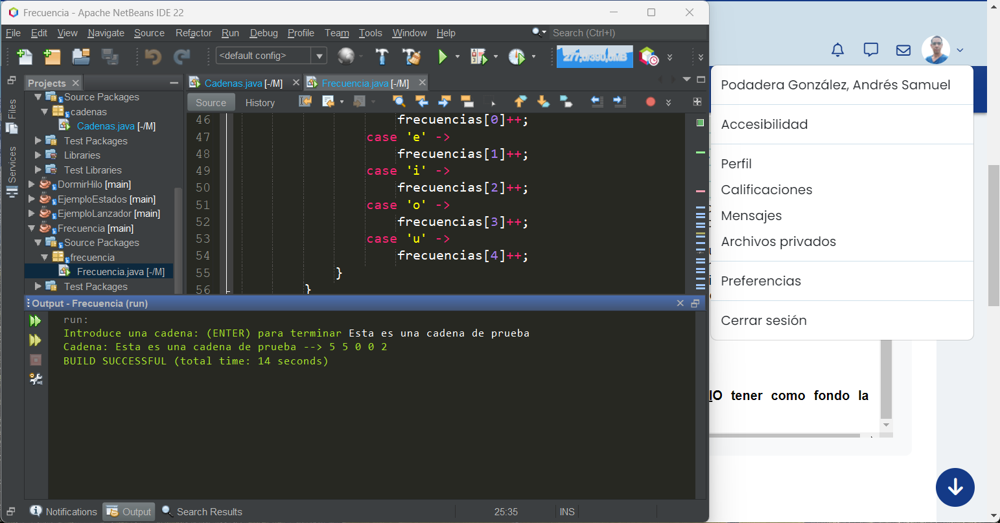 Frecuencia - Apache NetBeans IDE 22
File Edit View Navigate Source Refactor Run Debug Profile Team Tools Window Help
Search (Ctrl+I)
<default config>
277,0/390,0MB
Projects
Cadenas.java [-/M]
Frecuencia.java [-/M]
Source History
Files
Services
Source Packages
cadenas
Cadenas.java [-/M]
Test Packages
Libraries
Test Libraries
DormirHilo [main]
EjemploEstados [main]
EjemploLanzador [main]
Frecuencia [main]
Source Packages
frecuencia
Frecuencia.java [-/M]
Test Packages
46 frecuencias[0]++;
47 case 'e' ->
48 frecuencias[1]++;
49 case 'i' ->
50 frecuencias[2]++;
51 case 'o' ->
52 frecuencias[3]++;
53 case 'u' ->
54 frecuencias[4]++;
55 }
56 }
Output - Frecuencia (run)
run:
Introduce una cadena: (ENTER) para terminar Esta es una cadena de prueba
Cadena: Esta es una cadena de prueba --> 5 5 0 0 2
BUILD SUCCESSFUL (total time: 14 seconds)
Notifications Output Search Results
25:35 INS
Podadera González, Andrés Samuel
Accesibilidad
Perfil
Calificaciones
Mensajes
Archivos privados
Preferencias
Cerrar sesión
O tener como fondo la